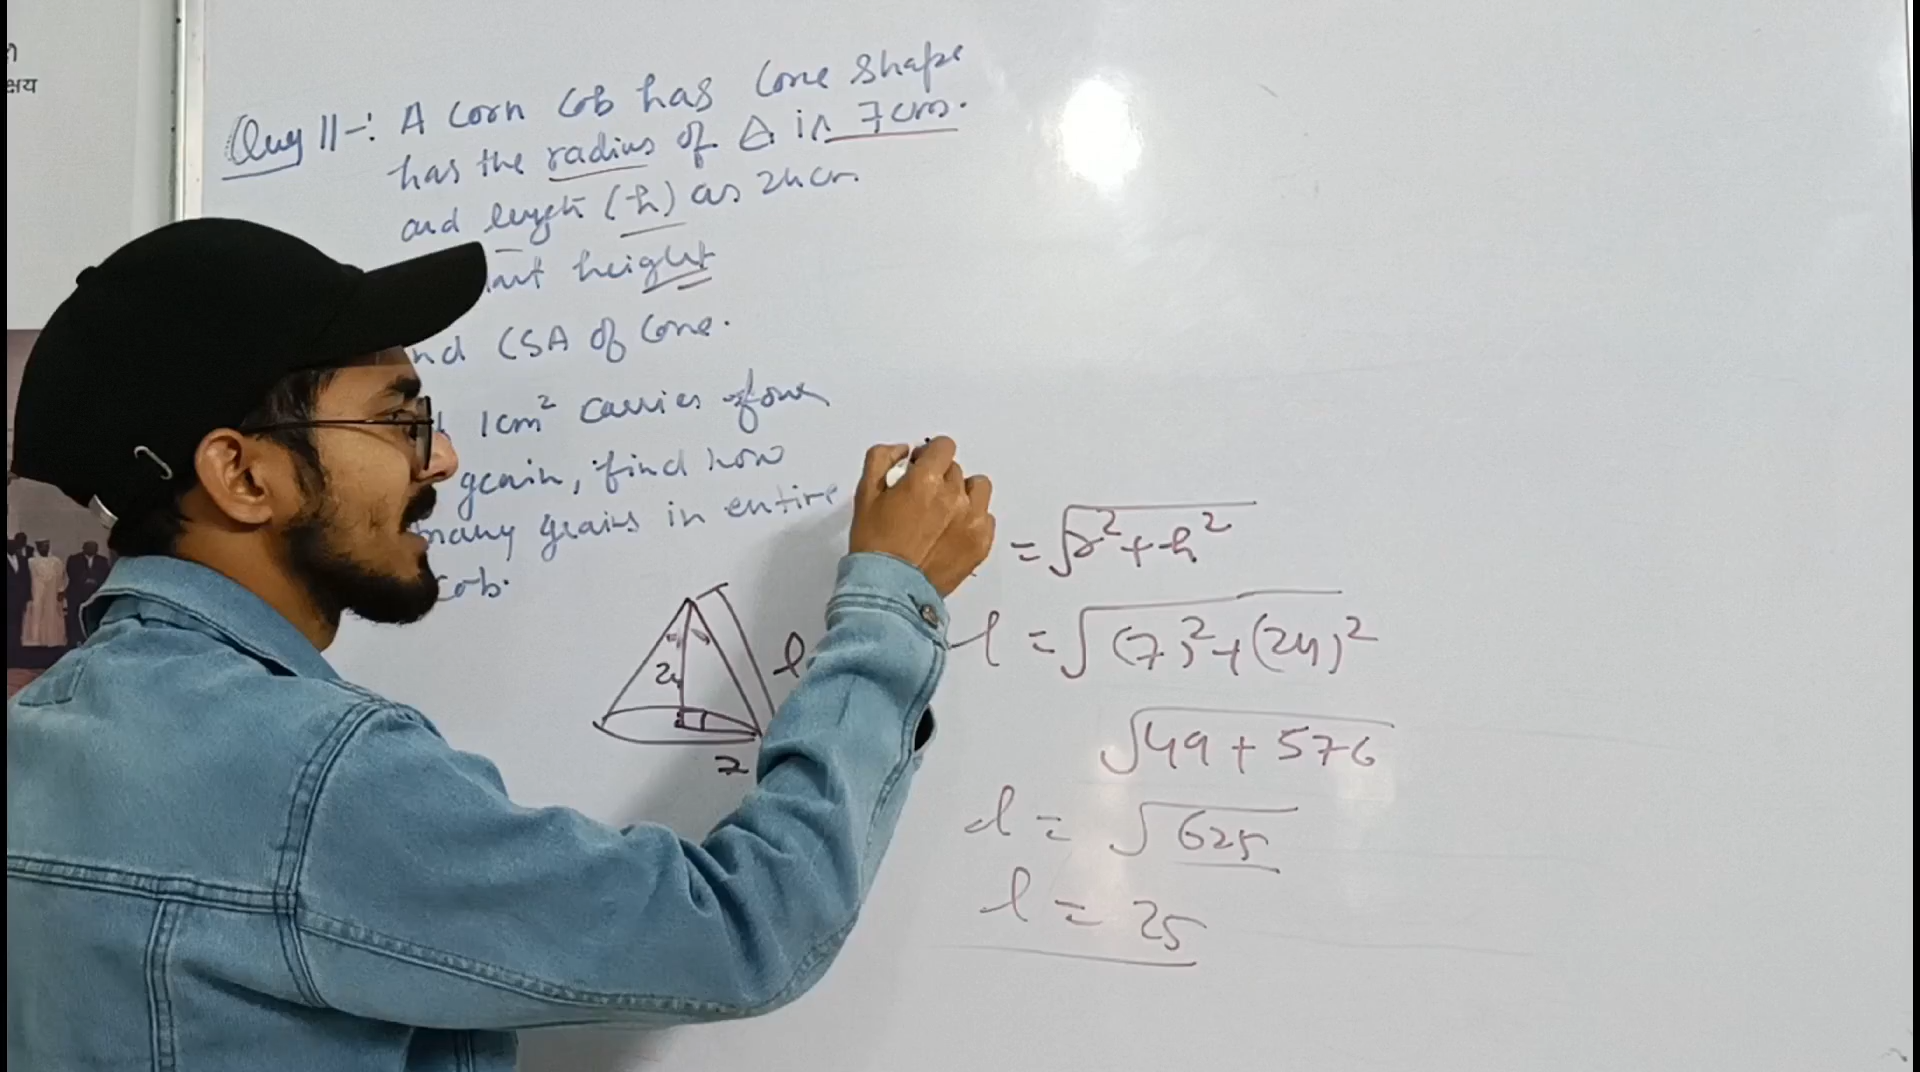 क्षय
Ques 11-: A corn cob has Cone shape
has the radius of △ is 7cm.
and length (h) as 24cm.
height
CSA of Cone.
1cm² carries four
grain, find how
many grains in entire
cob.
24
l
7
= √r²+h²
l = √(7)²+(24)²
√49 + 576
l = √625
l = 25